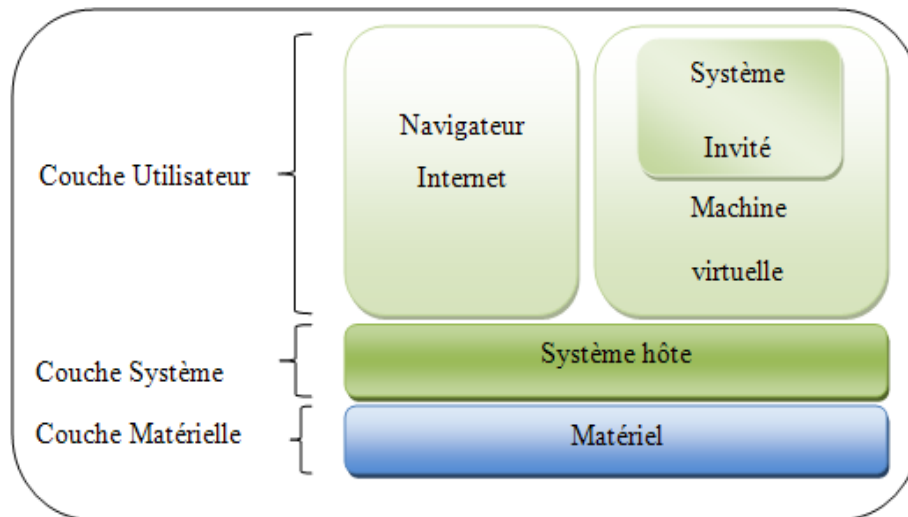 Couche Utilisateur
Navigateur
Internet
Système
Invité
Machine
virtuelle
Couche Système
Système hôte
Couche Matérielle
Matériel